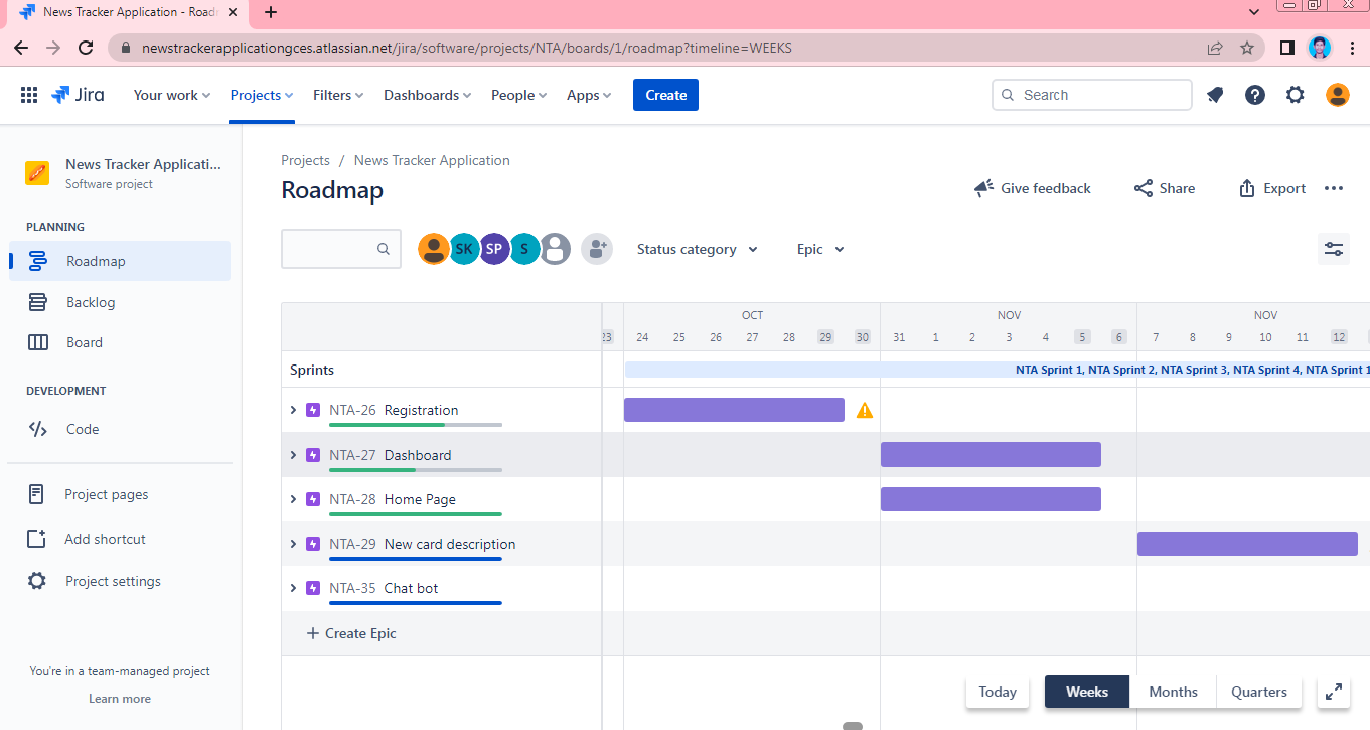 News Tracker Application - Road
newstrackerapplicationgces.atlassian.net/jira/software/projects/NTA/boards/1/roadmap?timeline=WEEKS
Jira Your work Projects Filters Dashboards People Apps Create Search
News Tracker Applicati...
Software project
PLANNING
Roadmap
Backlog
Board
DEVELOPMENT
Code
Project pages
Add shortcut
Project settings
You're in a team-managed project
Learn more
Projects / News Tracker Application
Roadmap
Give feedback Share Export
SK SP S Status category Epic
OCT NOV NOV
23 24 25 26 27 28 29 30 31 1 2 3 4 5 6 7 8 9 10 11 12
Sprints NTA Sprint 1, NTA Sprint 2, NTA Sprint 3, NTA Sprint 4, NTA Sprint 1
NTA-26 Registration
NTA-27 Dashboard
NTA-28 Home Page
NTA-29 New card description
NTA-35 Chat bot
+ Create Epic
Today Weeks Months Quarters